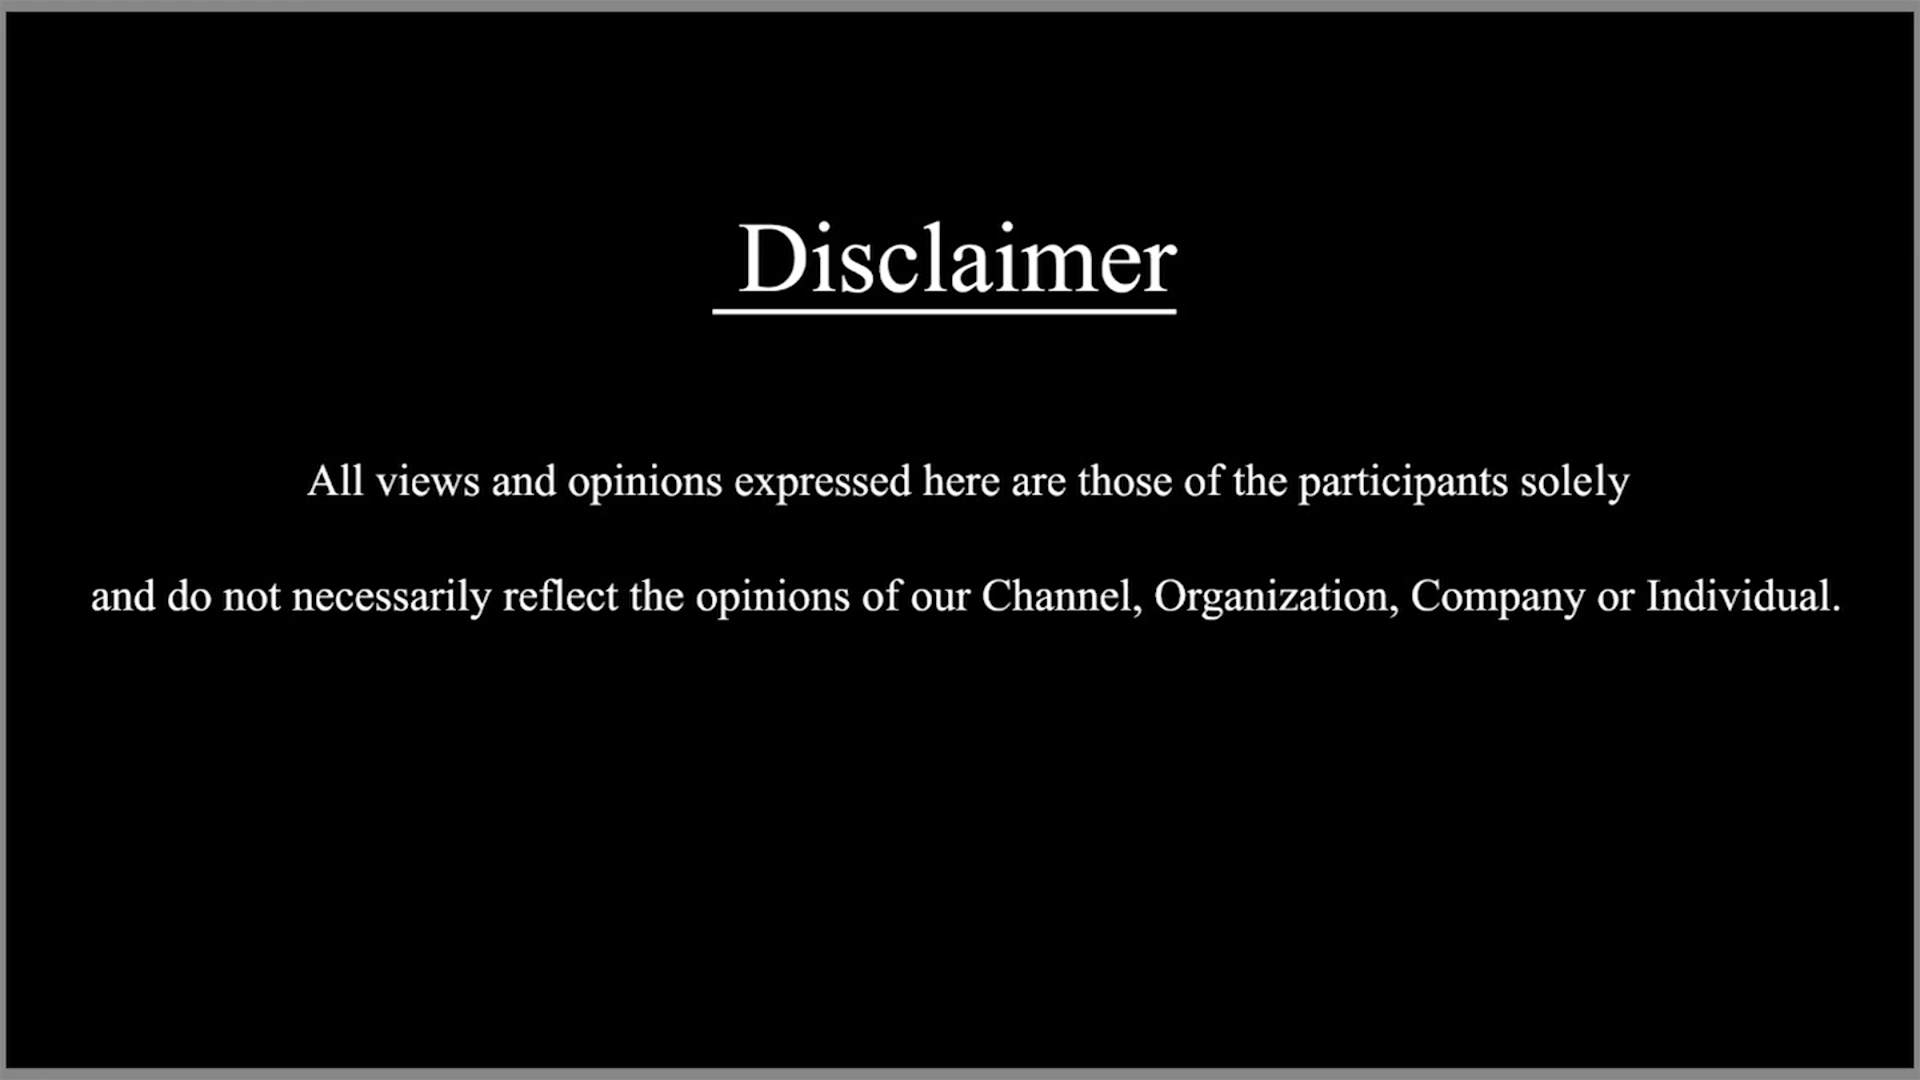 Disclaimer
All views and opinions expressed here are those of the participants solely
and do not necessarily reflect the opinions of our Channel, Organization, Company or Individual.